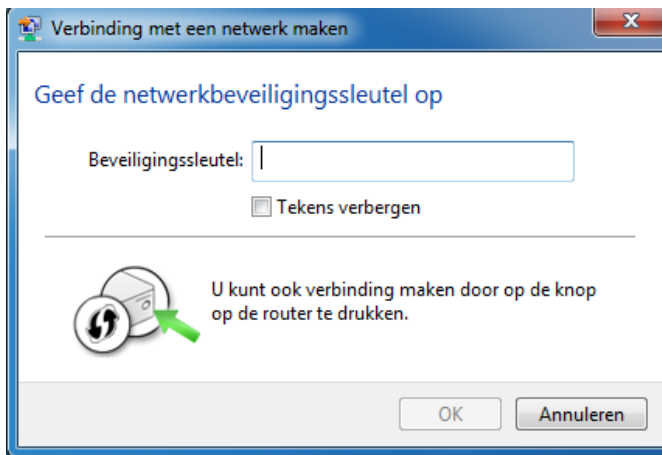 Verbinding met een netwerk maken
Geef de netwerkbeveiligingssleutel op
Beveiligingssleutel:
Tekens verbergen
U kunt ook verbinding maken door op de knop
op de router te drukken.
OK
Annuleren